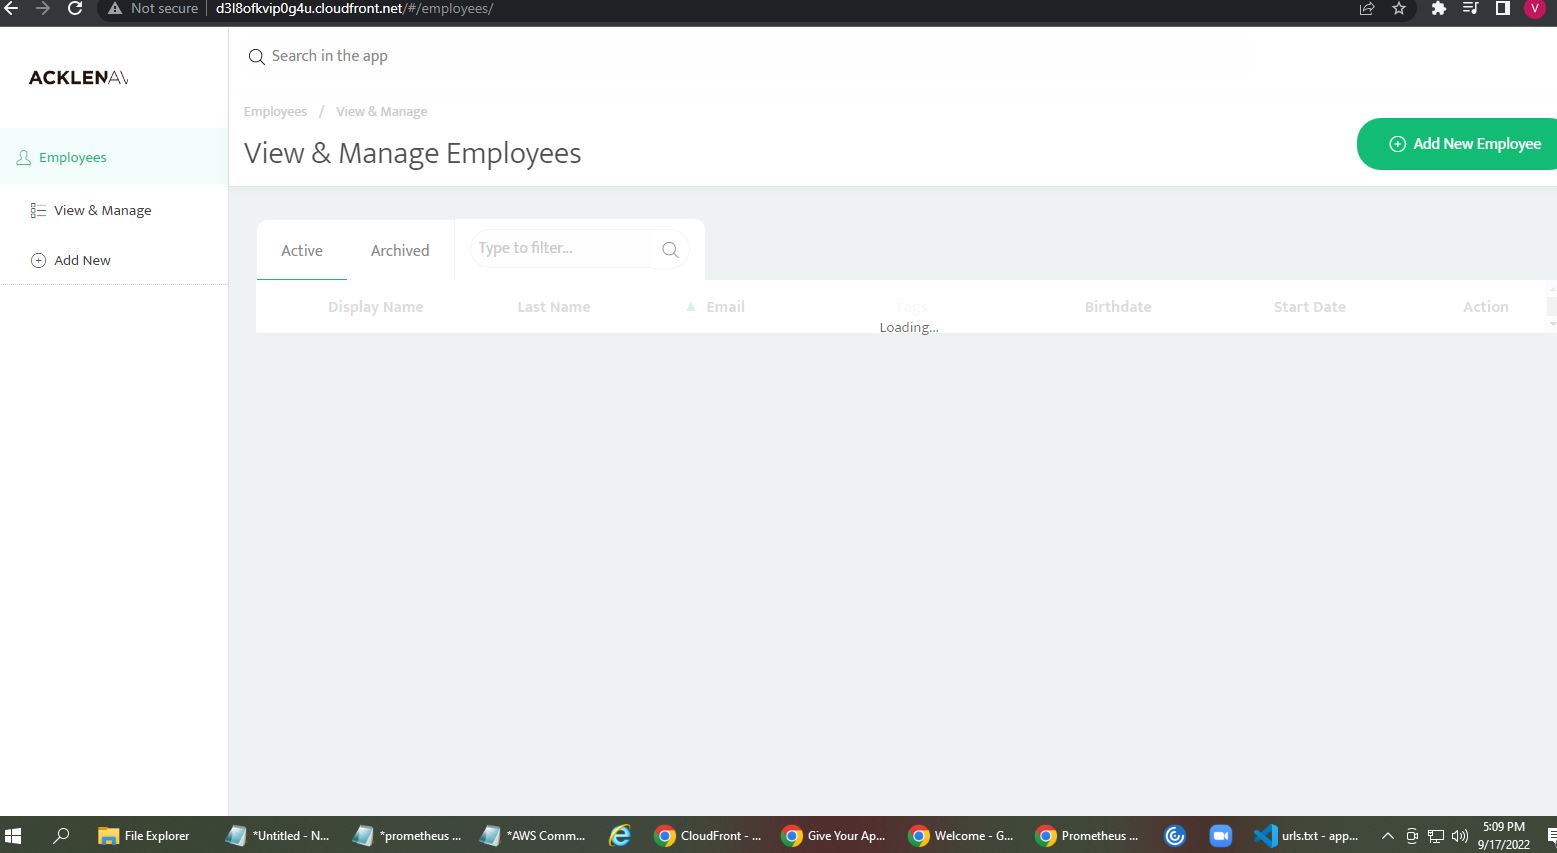 Not secure d3l8ofkvip0g4u.cloudfront.net/#/employees/ V
Search in the app
ACKLENAV
Employees / View & Manage
View & Manage Employees
Add New Employee
Employees
View & Manage
Add New
Active Archived Type to filter...
Display Name Last Name Email Tags Birthdate Start Date Action
Loading...
File Explorer *Untitled - N... *prometheus ... *AWS Comm... CloudFront - ... Give Your Ap... Welcome - G... Prometheus ... urls.txt - app... 5:09 PM
9/17/2022